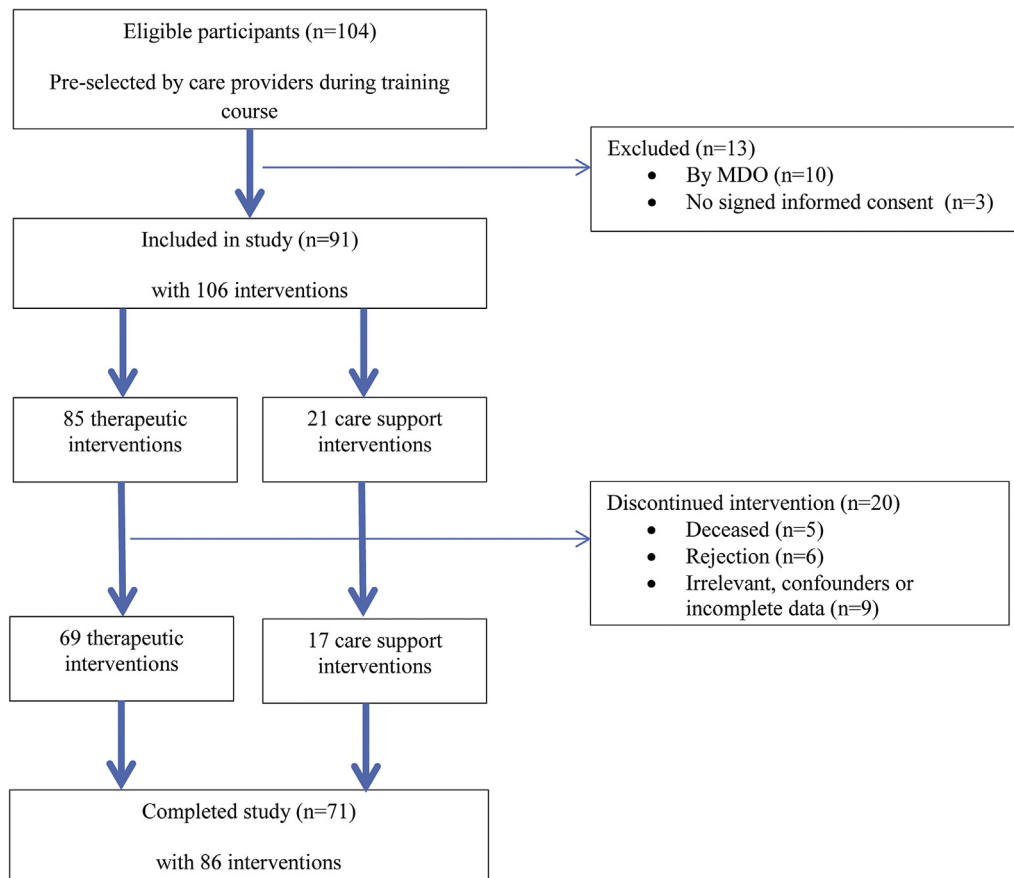 Eligible participants (n=104)
Pre-selected by care providers during training
course
Excluded (n=13)
• By MDO (n=10)
• No signed informed consent (n=3)
Included in study (n=91)
with 106 interventions
85 therapeutic
interventions
21 care support
interventions
Discontinued intervention (n=20)
• Deceased (n=5)
• Rejection (n=6)
• Irrelevant, confounders or
incomplete data (n=9)
69 therapeutic
interventions
17 care support
interventions
Completed study (n=71)
with 86 interventions